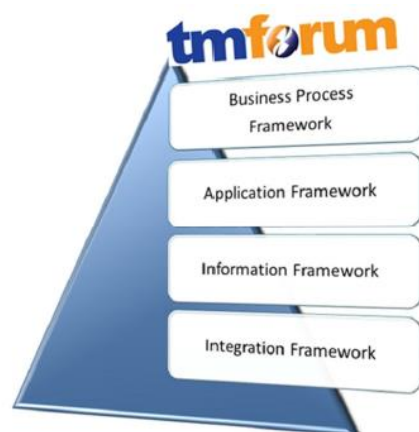 tmforum
Business Process
Framework
Application Framework
Information Framework
Integration Framework